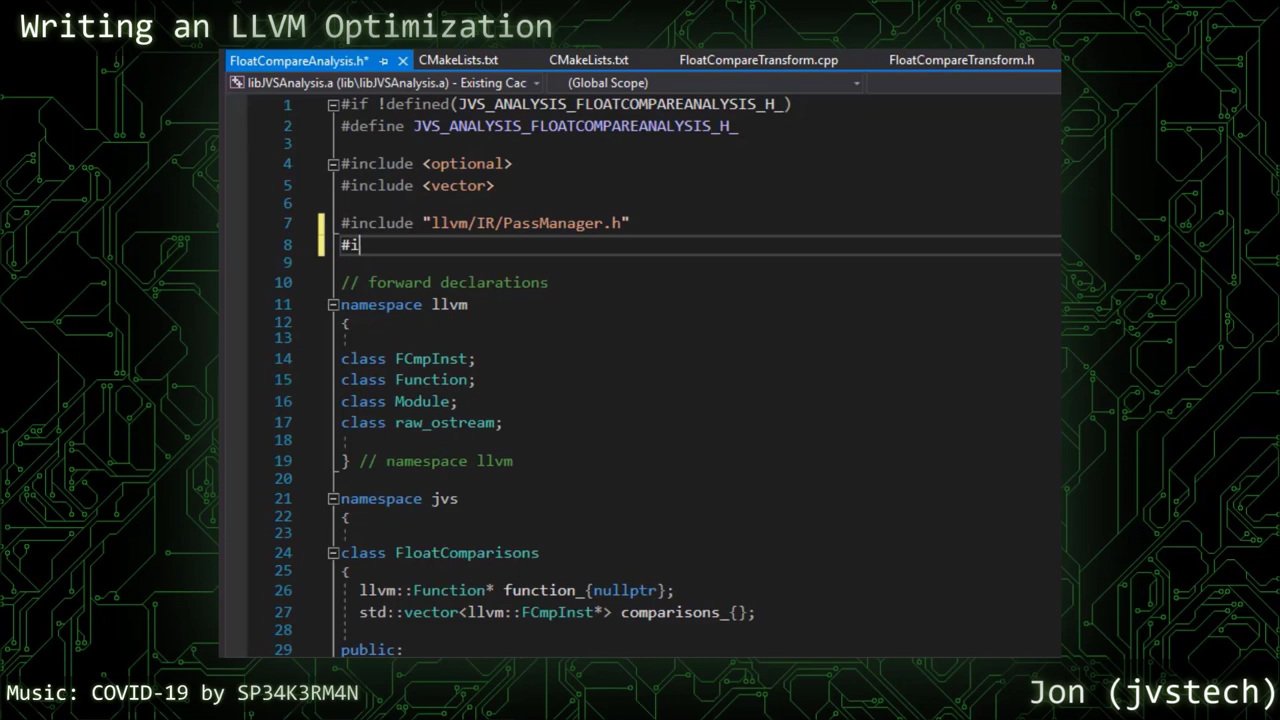 Writing an LLVM Optimization
FloatCompareAnalysis.h* CMakeLists.txt CMakeLists.txt FloatCompareTransform.cpp FloatCompareTransform.h
libJVSAnalysis.a (lib\libJVSAnalysis.a) - Existing Cac (Global Scope)
1 #if !defined(JVS_ANALYSIS_FLOATCOMPAREANALYSIS_H_)
2 #define JVS_ANALYSIS_FLOATCOMPAREANALYSIS_H_
3
4 #include <optional>
5 #include <vector>
6
7 #include "llvm/IR/PassManager.h"
8 #i
9
10 // forward declarations
11 namespace llvm
12 {
13
14 class FCmpInst;
15 class Function;
16 class Module;
17 class raw_ostream;
18
19 } // namespace llvm
20
21 namespace jvs
22 {
23
24 class FloatComparisons
25 {
26 llvm::Function* function_{nullptr};
27 std::vector<llvm::FCmpInst*> comparisons_{};
28
29 public:
Music: COVID-19 by SP34K3RM4N
Jon (jvstech)